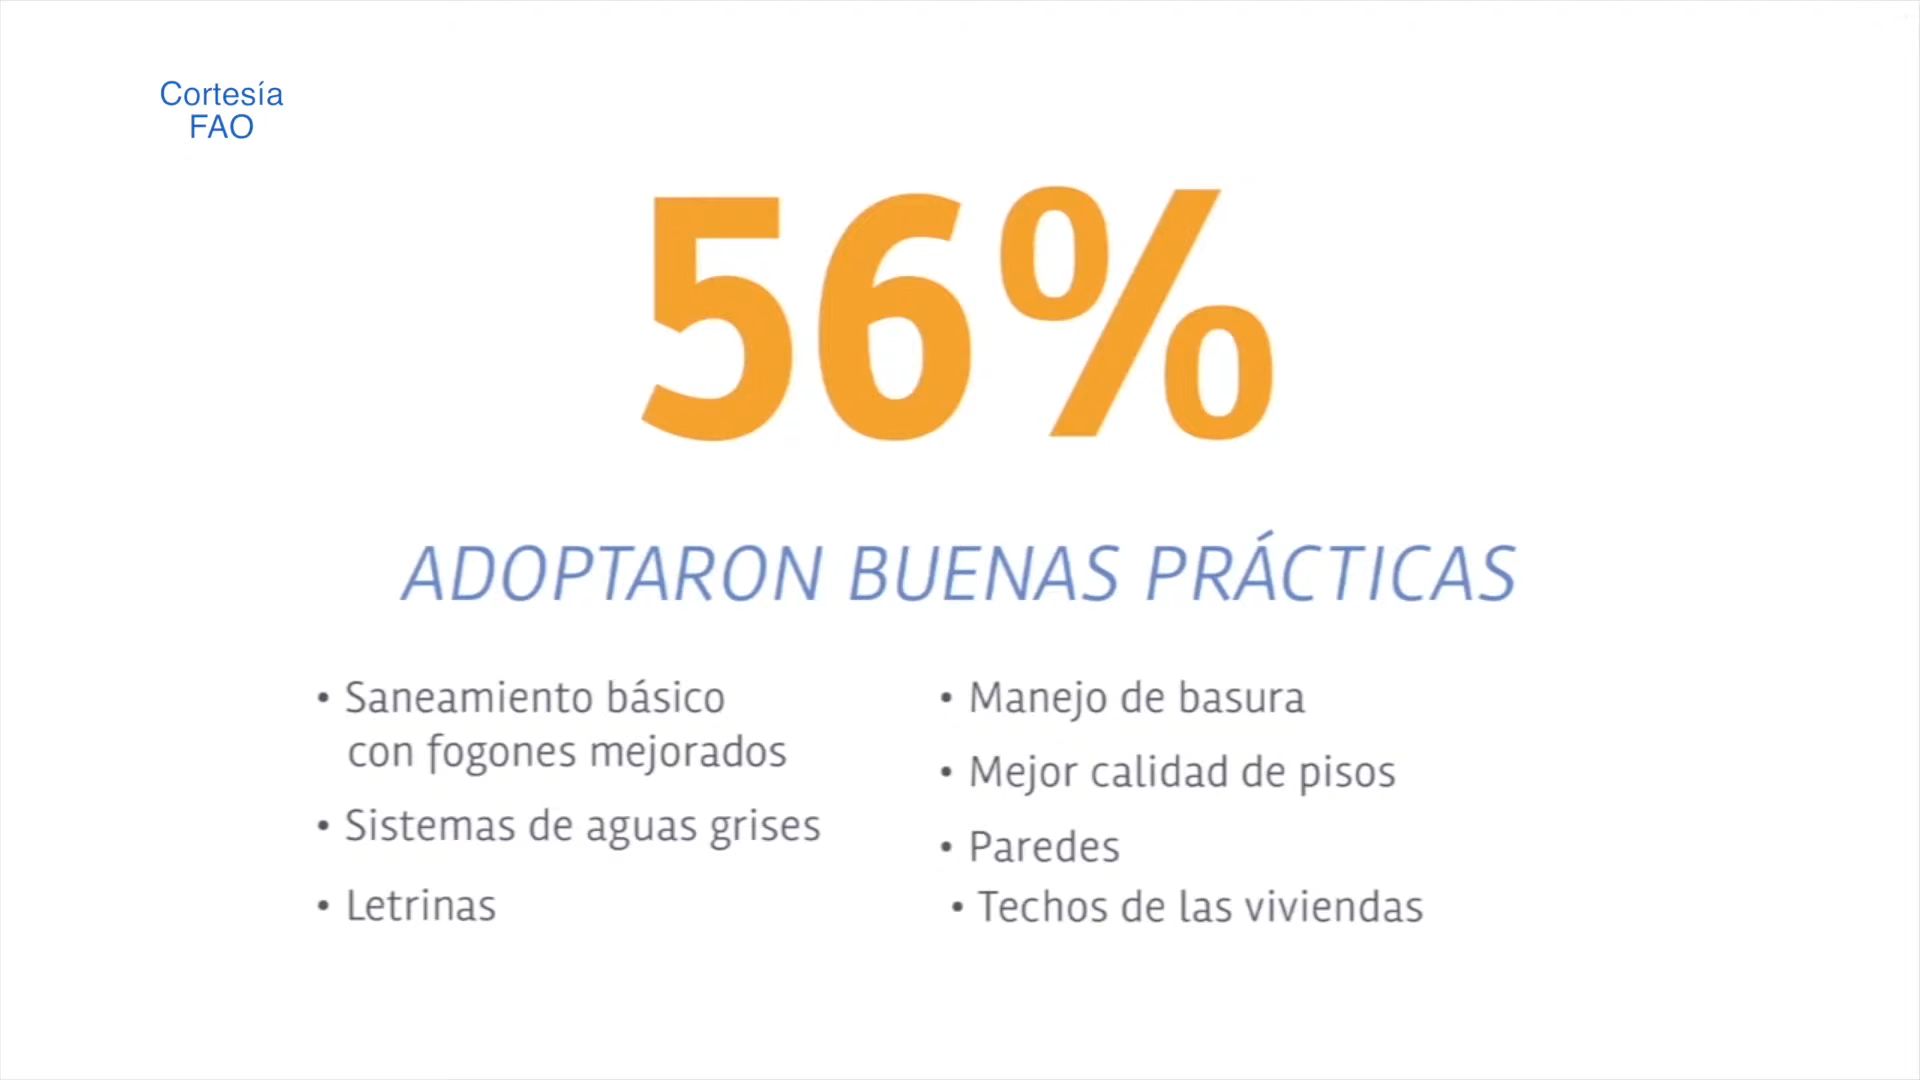 Cortesía
FAO
56%
ADOPTARON BUENAS PRÁCTICAS
• Saneamiento básico
con fogones mejorados
• Sistemas de aguas grises
• Letrinas
• Manejo de basura
• Mejor calidad de pisos
• Paredes
• Techos de las viviendas